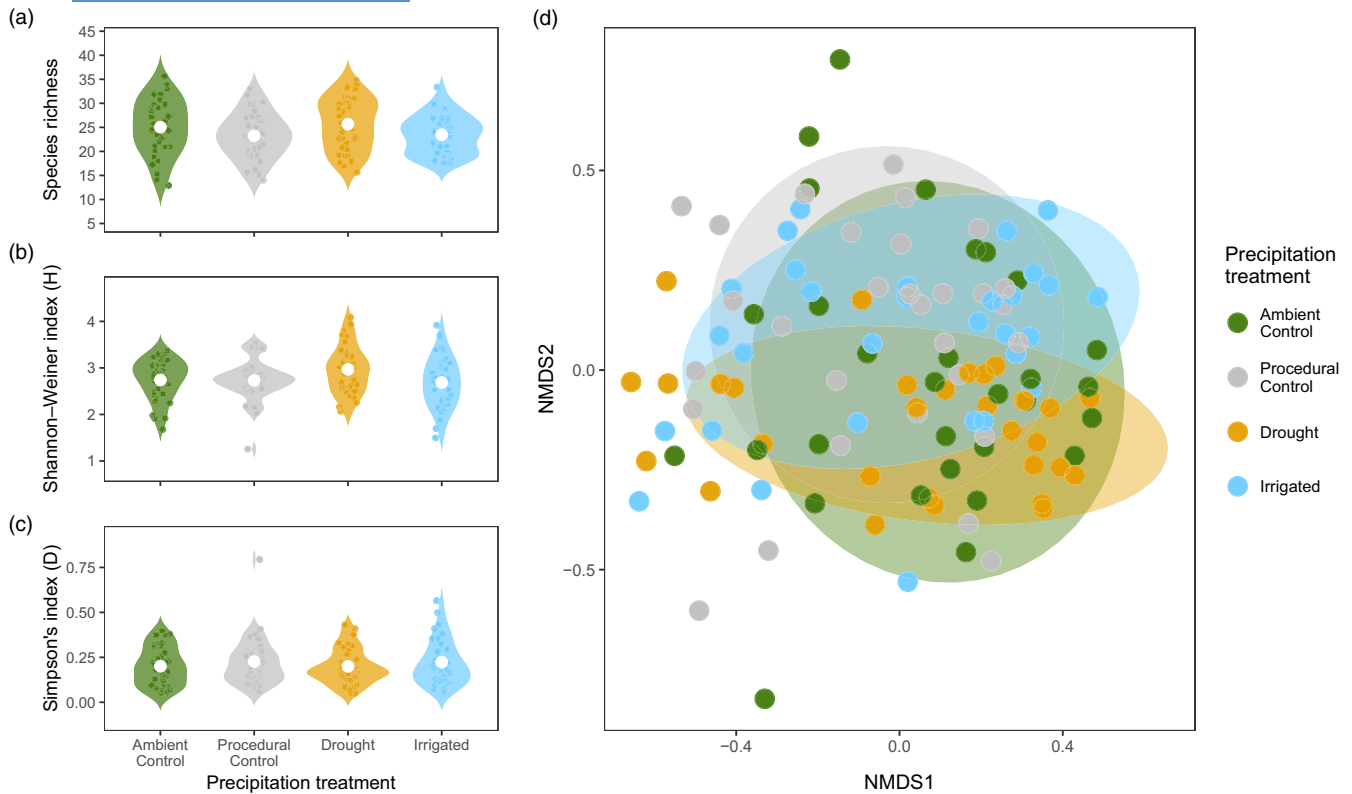 (a)
Species richness
45
40
35
30
25
20
15
10
5
(b)
Shannon–Weiner index (H)
4
3
2
1
(c)
Simpson's index (D)
0.75
0.50
0.25
0.00
Ambient
Control
Procedural
Control
Drought
Irrigated
Precipitation treatment
(d)
NMDS2
0.5
0.0
−0.5
−0.4
0.0
0.4
NMDS1
Precipitation
treatment
Ambient
Control
Procedural
Control
Drought
Irrigated